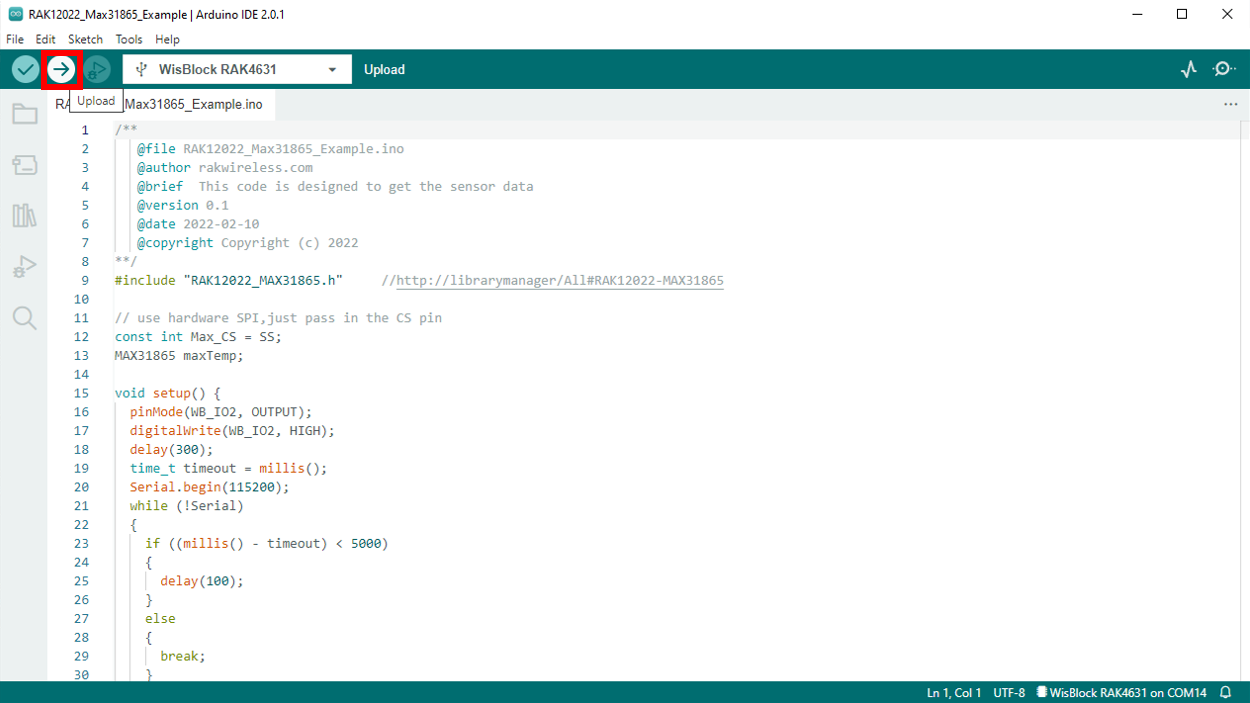 RAK12022_Max31865_Example | Arduino IDE 2.0.1
File Edit Sketch Tools Help
WisBlock RAK4631 Upload
RA _Max31865_Example.ino
Upload
1 /**
2 @file RAK12022_Max31865_Example.ino
3 @author rakwireless.com
4 @brief  This code is designed to get the sensor data
5 @version 0.1
6 @date 2022-02-10
7 @copyright Copyright (c) 2022
8 **/
9 #include "RAK12022_MAX31865.h"     //http://librarymanager/All#RAK12022-MAX31865
10
11 // use hardware SPI,just pass in the CS pin
12 const int Max_CS = SS;
13 MAX31865 maxTemp;
14
15 void setup() {
16 pinMode(WB_IO2, OUTPUT);
17 digitalWrite(WB_IO2, HIGH);
18 delay(300);
19 time_t timeout = millis();
20 Serial.begin(115200);
21 while (!Serial)
22 {
23 if ((millis() - timeout) < 5000)
24 {
25 delay(100);
26 }
27 else
28 {
29 break;
30 }
Ln 1, Col 1 UTF-8 WisBlock RAK4631 on COM14